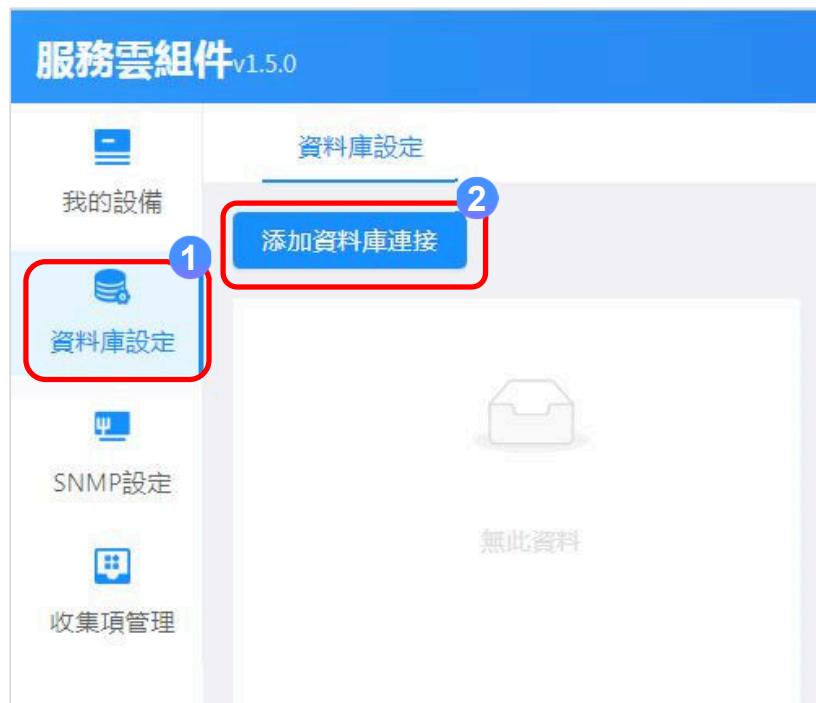 服務雲組件v1.5.0
我的設備
資料庫設定
2
添加資料庫連接
1
資料庫設定
SNMP設定
無此資料
收集項管理